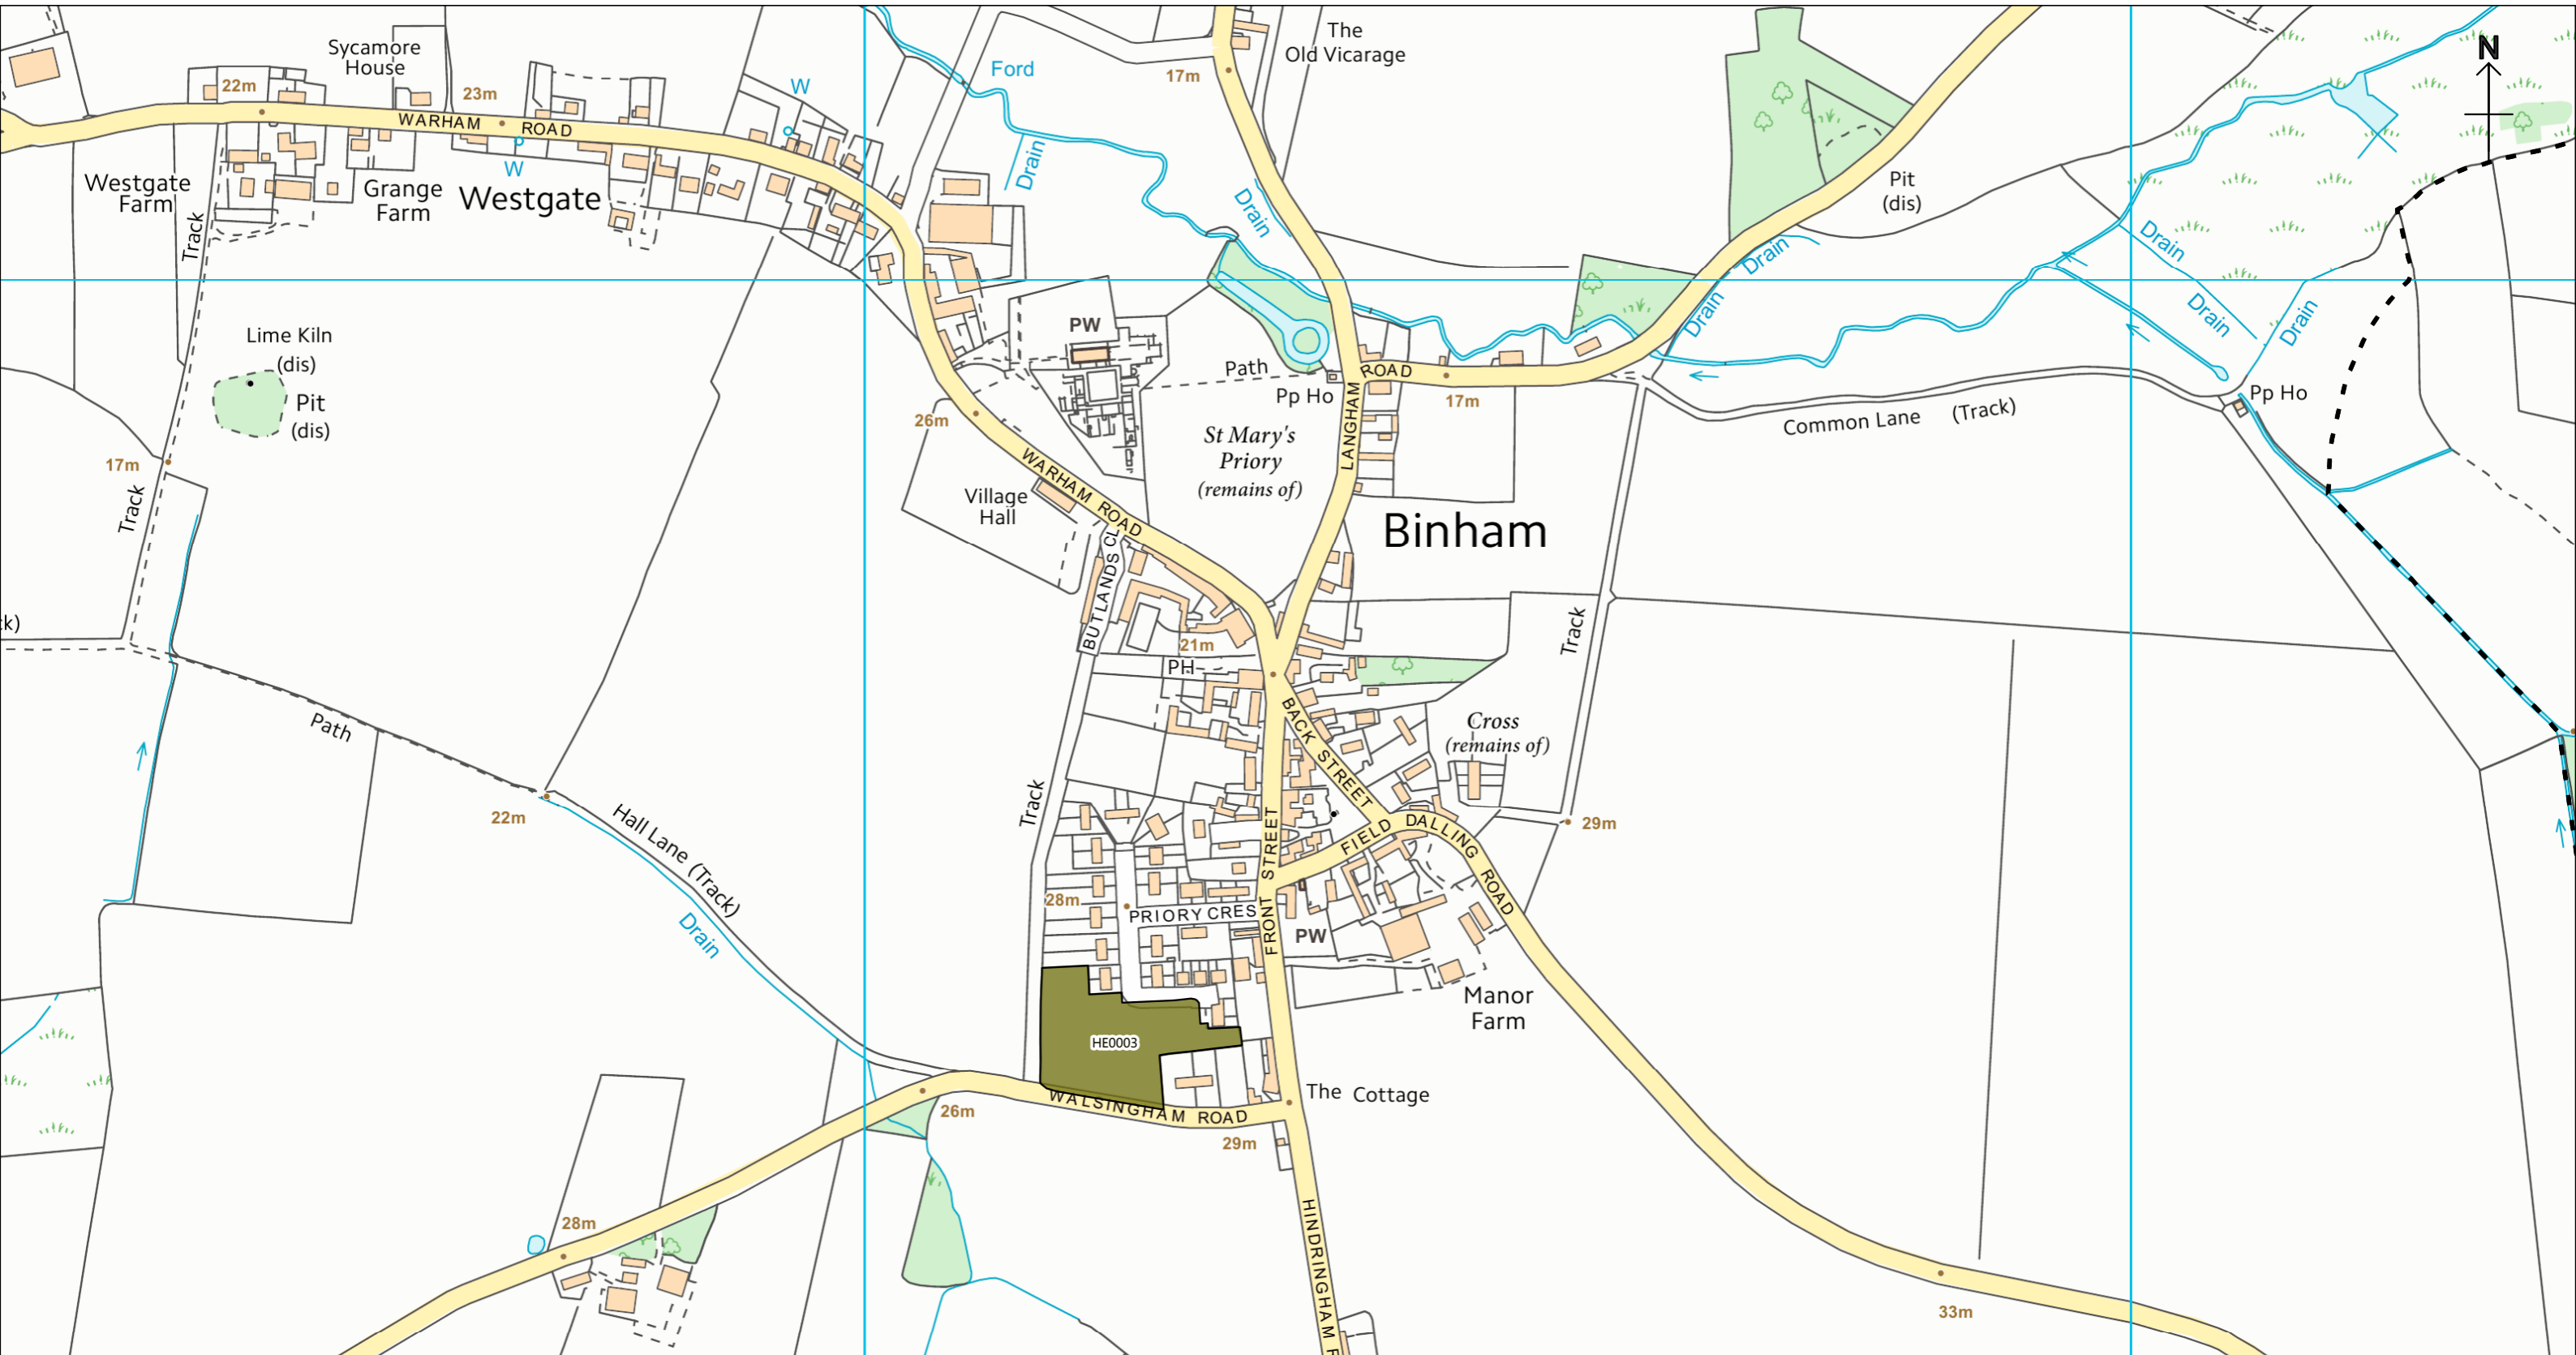 Sycamore
House
22m
23m
WARHAM ROAD
W
W
Westgate
Farm
Grange
Farm
Westgate
Track
Ford
Drain
17m
The
Old Vicarage
Drain
Pit
(dis)
N
Drain
Drain
Drain
Drain
Drain
Lime Kiln
(dis)
Pit
(dis)
17m
Track
PW
Path
Pp Ho
ROAD
17m
LANGHAM
Common Lane (Track)
Pp Ho
26m
St Mary's
Priory
(remains of)
WARHAM ROAD
Village
Hall
Binham
BUTLANDS CL
k)
21m
PH
Track
Path
BACK STREET
Cross
(remains of)
22m
Hall Lane (Track)
Drain
Track
FRONT STREET
FIELD
DALLING ROAD
29m
28m
PRIORY CRES
PW
Manor
Farm
HE0003
26m
WALSINGHAM ROAD
29m
The Cottage
28m
HINDRINGHAM
33m